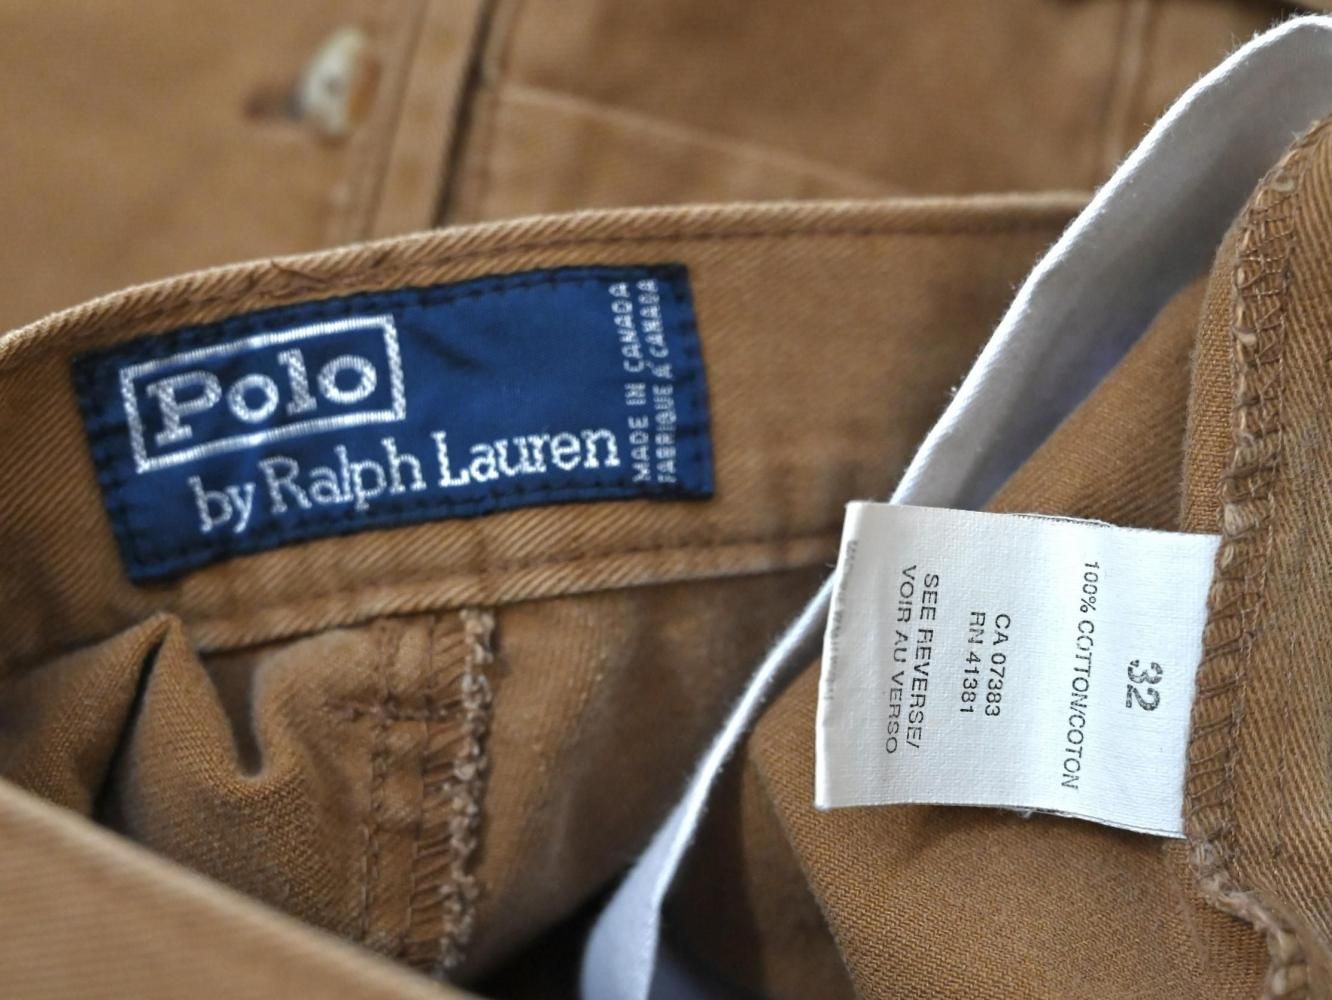 Polo
by Ralph Lauren
MADE IN CANADA
FABRIQUÉ À CANADA
32
100% COTTON/COTON
CA 07383
RN 41381
SEE REVERSE/
VOIR AU VERSO